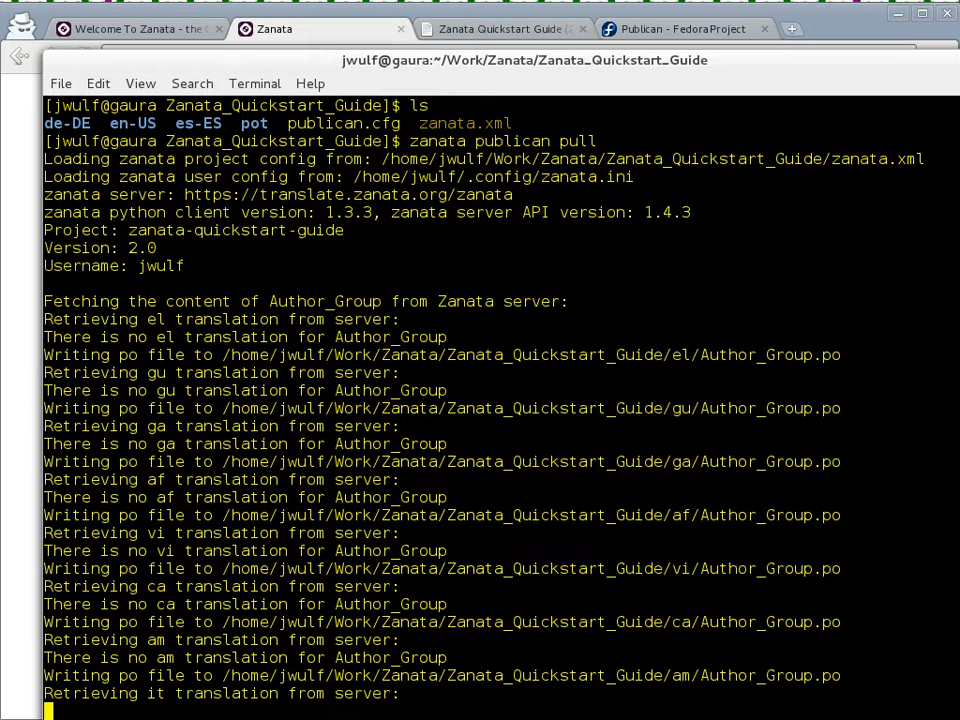 Welcome To Zanata - the
Zanata
Zanata Quickstart Guide (
Publican - FedoraProject
jwulf@gaura:~/Work/Zanata/Zanata_Quickstart_Guide
File Edit View Search Terminal Help
[jwulf@gaura Zanata_Quickstart_Guide]$ ls
de-DE en-US es-ES pot publican.cfg zanata.xml
[jwulf@gaura Zanata_Quickstart_Guide]$ zanata publican pull
Loading zanata project config from: /home/jwulf/Work/Zanata/Zanata_Quickstart_Guide/zanata.xml
Loading zanata user config from: /home/jwulf/.config/zanata.ini
zanata server: https://translate.zanata.org/zanata
zanata python client version: 1.3.3, zanata server API version: 1.4.3
Project: zanata-quickstart-guide
Version: 2.0
Username: jwulf
Fetching the content of Author_Group from Zanata server:
Retrieving el translation from server:
There is no el translation for Author_Group
Writing po file to /home/jwulf/Work/Zanata/Zanata_Quickstart_Guide/el/Author_Group.po
Retrieving gu translation from server:
There is no gu translation for Author_Group
Writing po file to /home/jwulf/Work/Zanata/Zanata_Quickstart_Guide/gu/Author_Group.po
Retrieving ga translation from server:
There is no ga translation for Author_Group
Writing po file to /home/jwulf/Work/Zanata/Zanata_Quickstart_Guide/ga/Author_Group.po
Retrieving af translation from server:
There is no af translation for Author_Group
Writing po file to /home/jwulf/Work/Zanata/Zanata_Quickstart_Guide/af/Author_Group.po
Retrieving vi translation from server:
There is no vi translation for Author_Group
Writing po file to /home/jwulf/Work/Zanata/Zanata_Quickstart_Guide/vi/Author_Group.po
Retrieving ca translation from server:
There is no ca translation for Author_Group
Writing po file to /home/jwulf/Work/Zanata/Zanata_Quickstart_Guide/ca/Author_Group.po
Retrieving am translation from server:
There is no am translation for Author_Group
Writing po file to /home/jwulf/Work/Zanata/Zanata_Quickstart_Guide/am/Author_Group.po
Retrieving it translation from server: